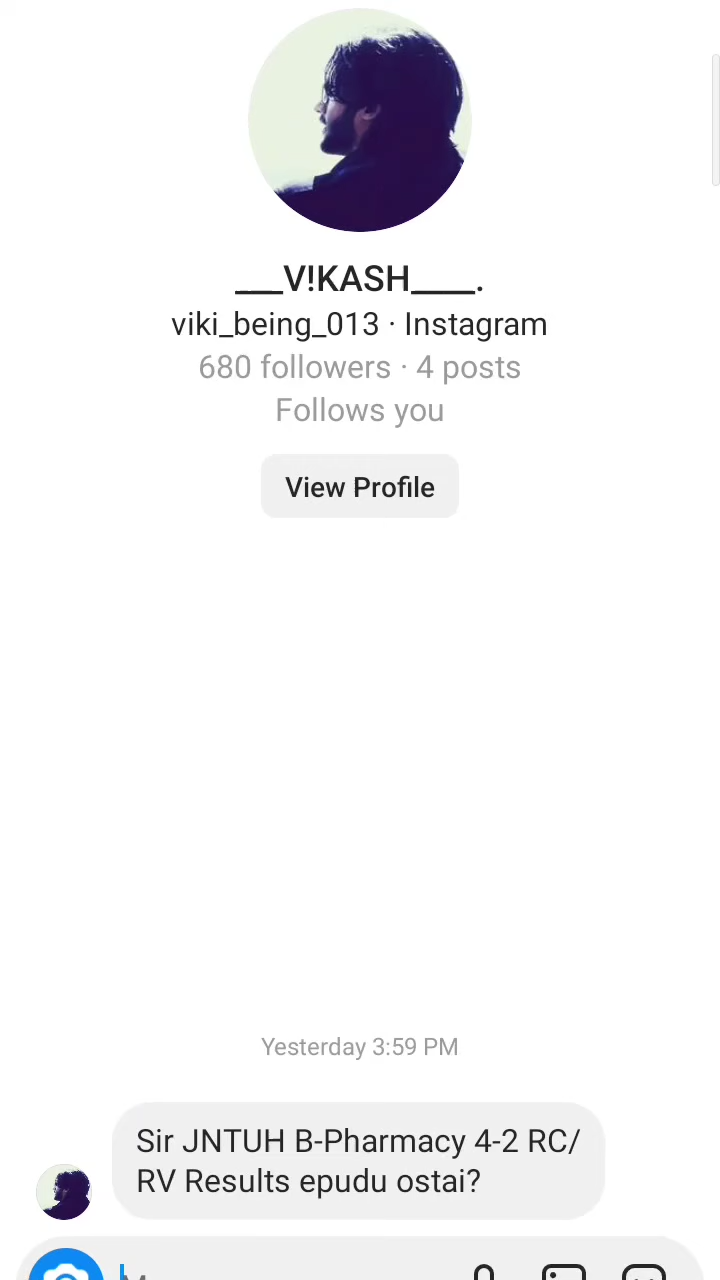 ___V!KASH____.
viki_being_013 · Instagram
680 followers · 4 posts
Follows you
View Profile
Yesterday 3:59 PM
Sir JNTUH B-Pharmacy 4-2 RC/
RV Results epudu ostai?